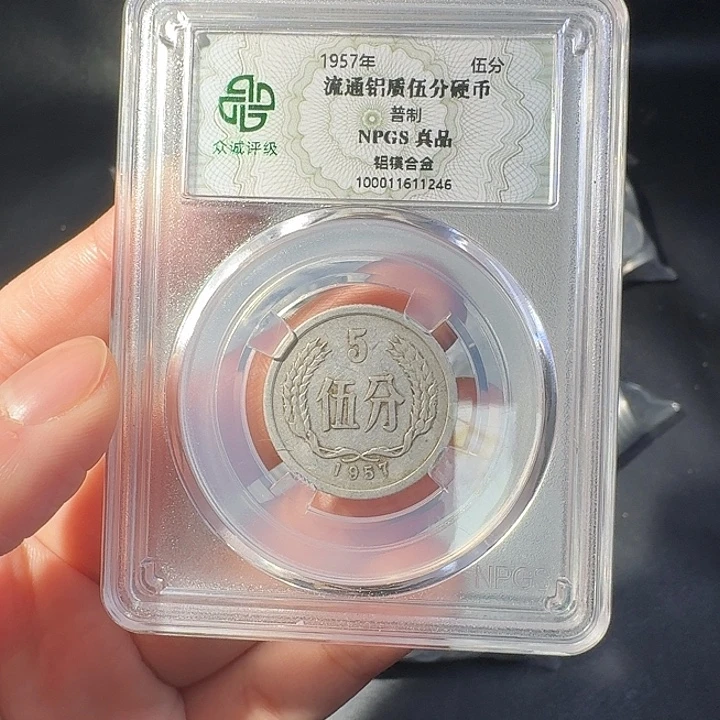 1957年 伍分
流通铝质伍分硬币
普制
NPGS 真品
铝镁合金
100011611246
众诚评级
5
伍分
1957
NPGS